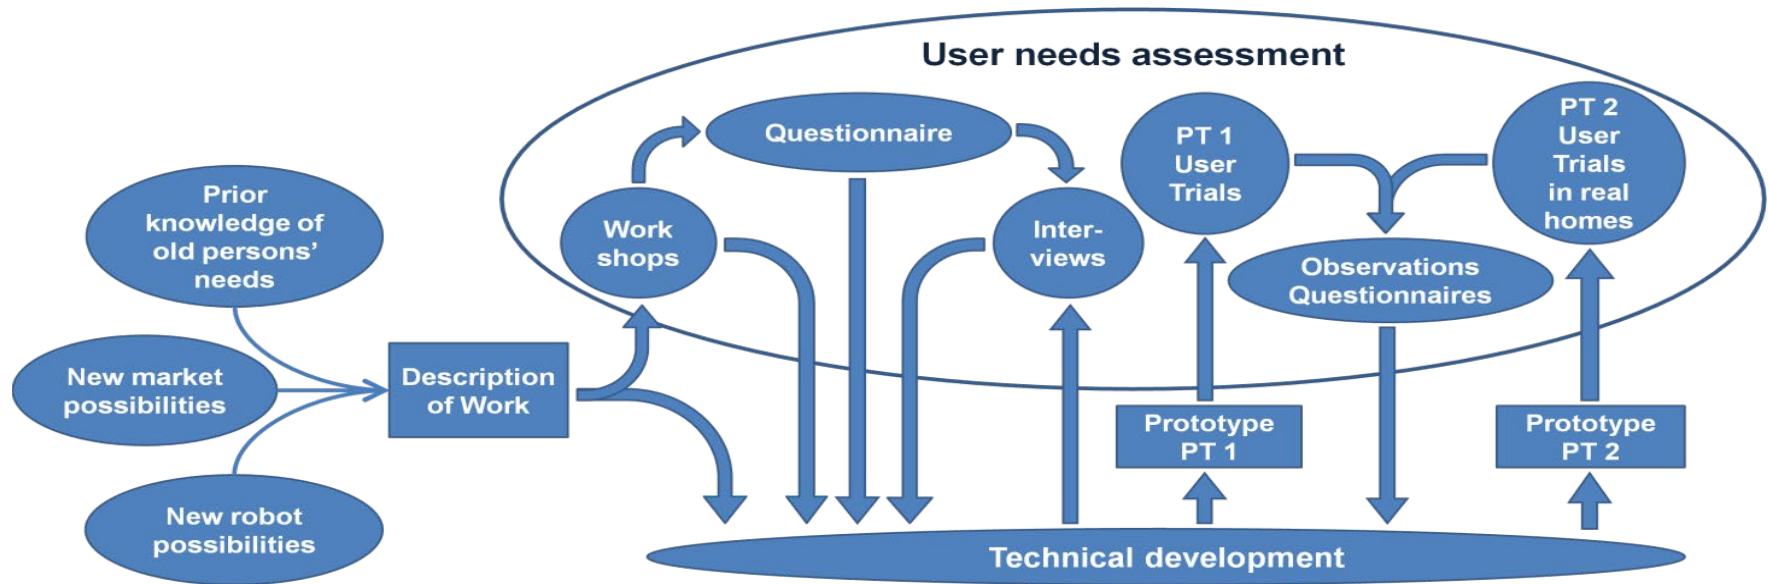 User needs assessment
Prior
knowledge of
old persons’
needs
New market
possibilities
New robot
possibilities
Description
of Work
Work
shops
Questionnaire
Inter-
views
PT 1
User
Trials
PT 2
User
Trials
in real
homes
Observations
Questionnaires
Prototype
PT 1
Prototype
PT 2
Technical development